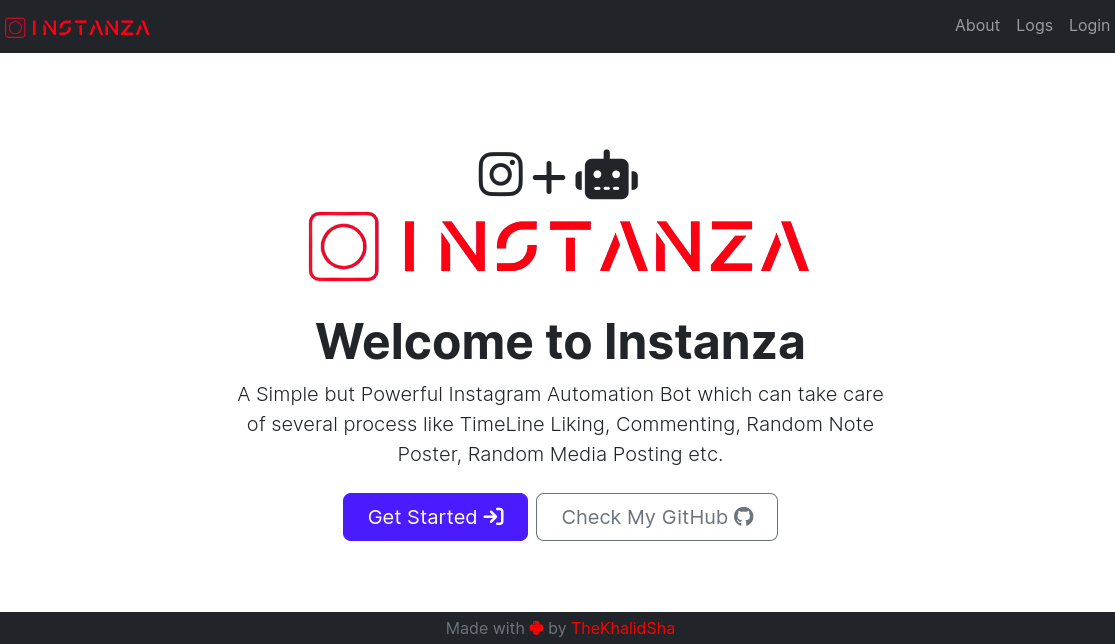 INSTANZA
About Logs Login
INSTANZA
Welcome to Instanza
A Simple but Powerful Instagram Automation Bot which can take care
of several process like TimeLine Liking, Commenting, Random Note
Poster, Random Media Posting etc.
Get Started
Check My GitHub
Made with by TheKhalidSha